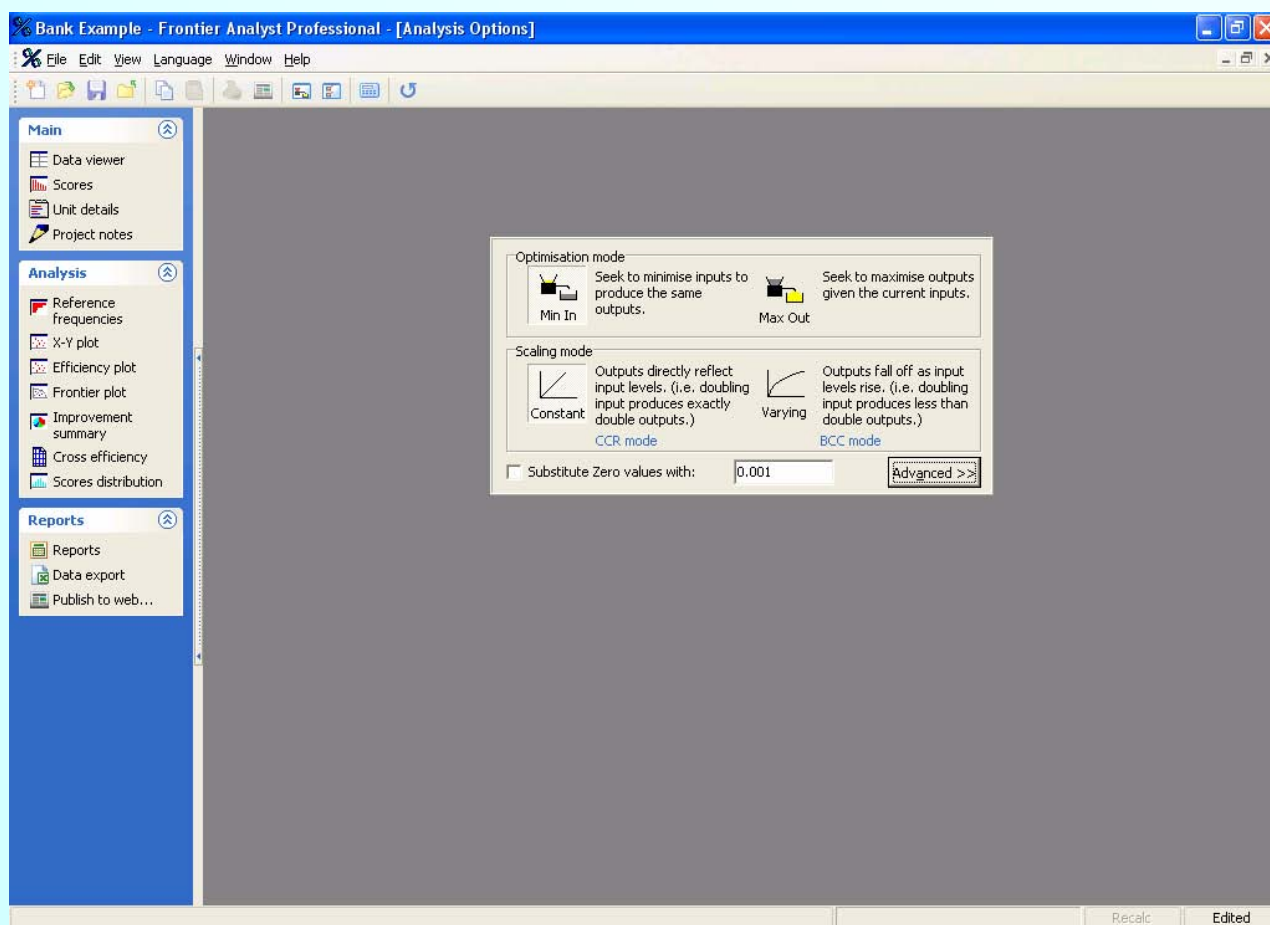 Bank Example - Frontier Analyst Professional - [Analysis Options]
File Edit View Language Window Help
Main
Data viewer
Scores
Unit details
Project notes
Analysis
Reference
frequencies
X-Y plot
Efficiency plot
Frontier plot
Improvement
summary
Cross efficiency
Scores distribution
Reports
Reports
Data export
Publish to web...
Optimisation mode
Min In
Seek to minimise inputs to
produce the same
outputs.
Max Out
Seek to maximise outputs
given the current inputs.
Scaling mode
Constant
Outputs directly reflect
input levels. (i.e. doubling
input produces exactly
double outputs.)
CCR mode
Varying
Outputs fall off as input
levels rise. (i.e. doubling
input produces less than
double outputs.)
BCC mode
Substitute Zero values with: 0.001 Advanced >>
Recalc Edited